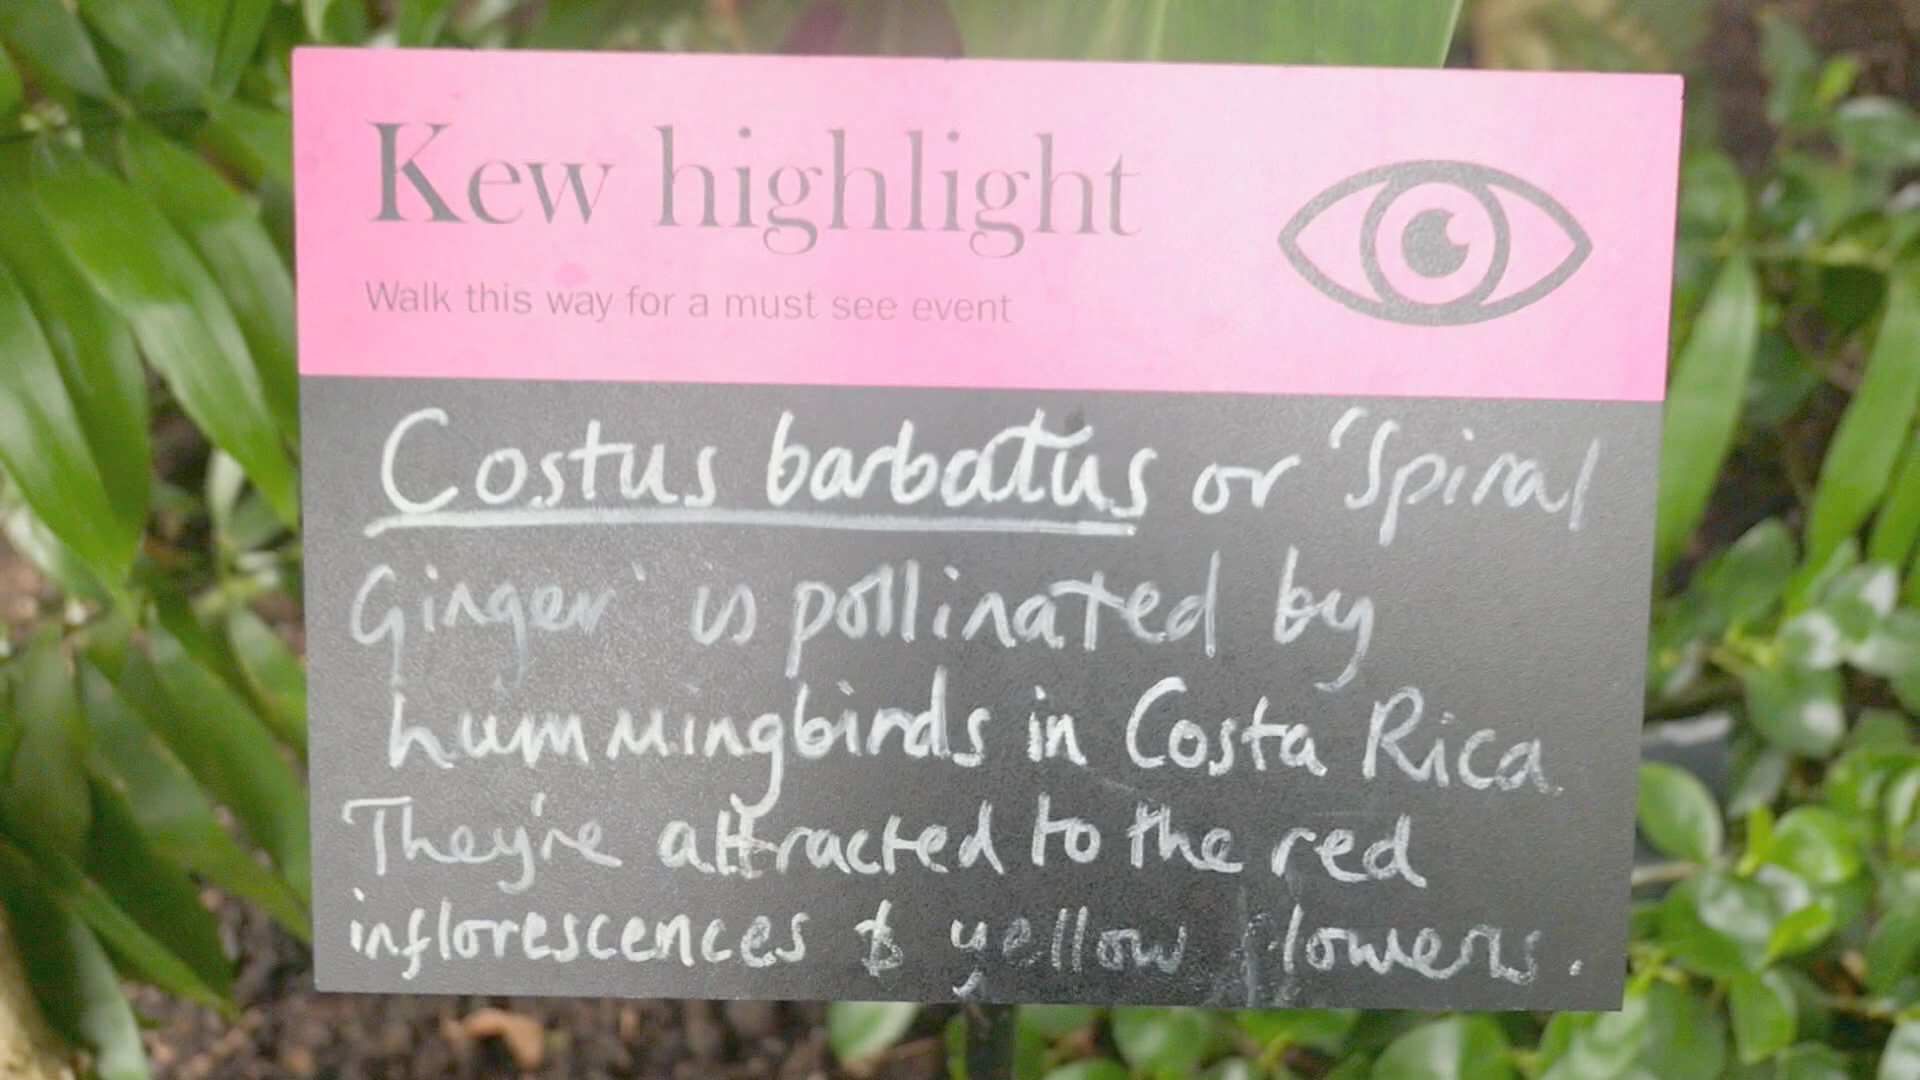 Kew highlight
Walk this way for a must see event
Costus barbatus or 'Spiral
Ginger' is pollinated by
hummingbirds in Costa Rica.
They're attracted to the red
inflorescences & yellow flowers.